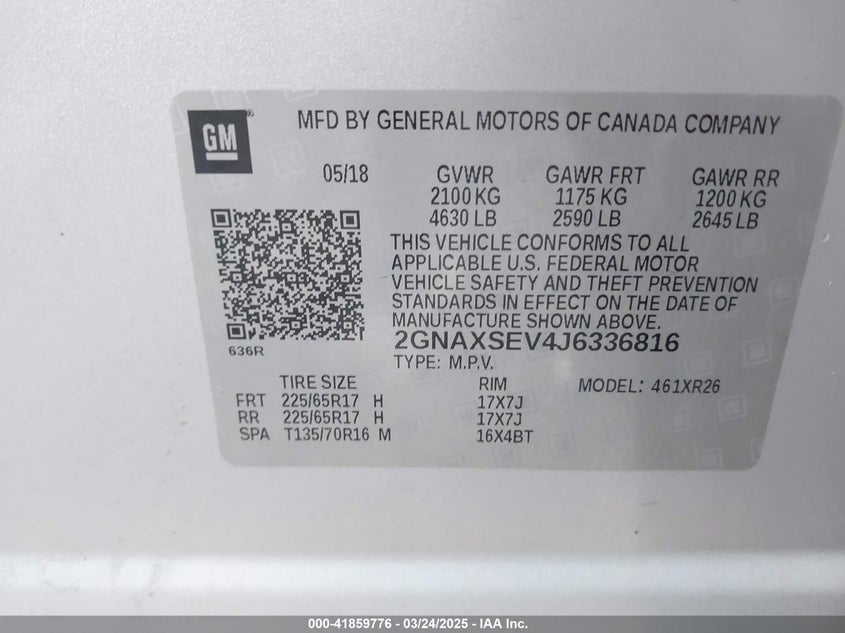 GM
MFD BY GENERAL MOTORS OF CANADA COMPANY
05/18 GVWR GAWR FRT GAWR RR
2100 KG 1175 KG 1200 KG
4630 LB 2590 LB 2645 LB
THIS VEHICLE CONFORMS TO ALL
APPLICABLE U.S. FEDERAL MOTOR
VEHICLE SAFETY AND THEFT PREVENTION
STANDARDS IN EFFECT ON THE DATE OF
MANUFACTURE SHOWN ABOVE.
636R
2GNAXSEV4J6336816
TYPE: M.P.V.
TIRE SIZE RIM MODEL: 461XR26
FRT 225/65R17 H 17X7J
RR 225/65R17 H 17X7J
SPA T135/70R16 M 16X4BT
000-41859776 - 03/24/2025 - IAA Inc.